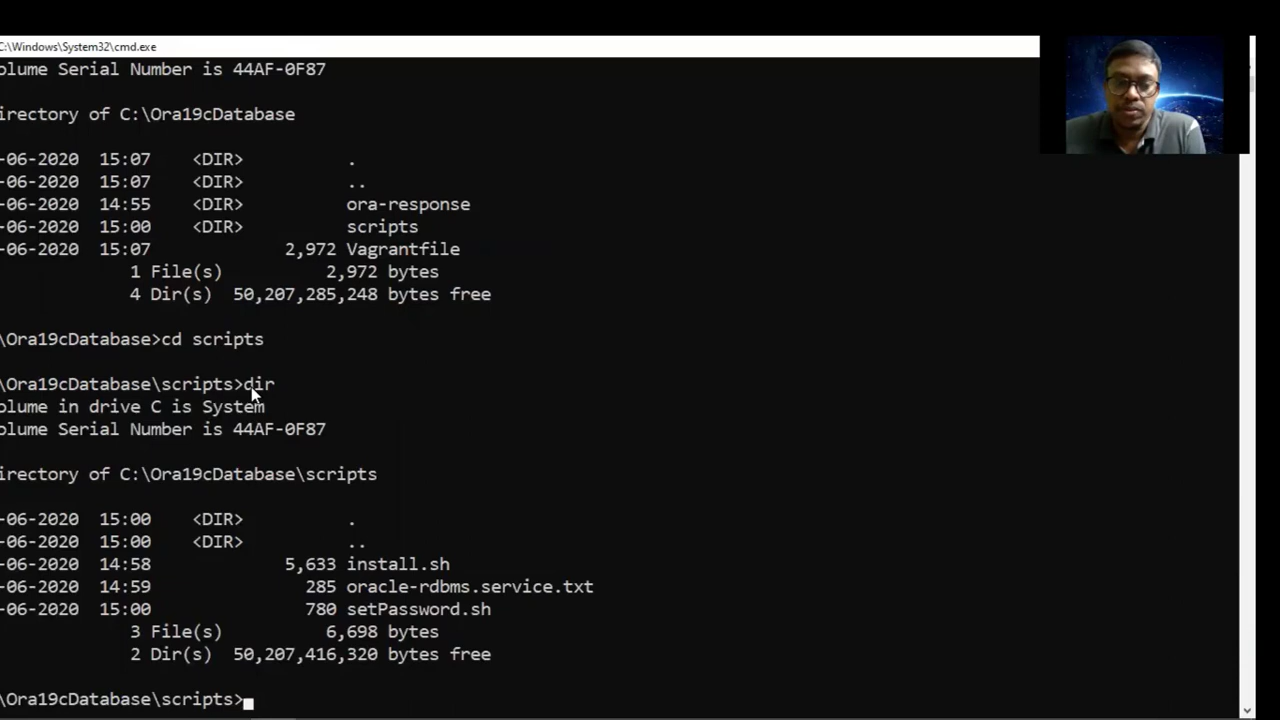 C:\Windows\System32\cmd.exe
olume Serial Number is 44AF-0F87
irectory of C:\Ora19cDatabase
-06-2020 15:07 <DIR> .
-06-2020 15:07 <DIR> ..
-06-2020 14:55 <DIR> ora-response
-06-2020 15:00 <DIR> scripts
-06-2020 15:07 2,972 Vagrantfile
1 File(s) 2,972 bytes
4 Dir(s) 50,207,285,248 bytes free
\Ora19cDatabase>cd scripts
\Ora19cDatabase\scripts>dir
olume in drive C is System
olume Serial Number is 44AF-0F87
irectory of C:\Ora19cDatabase\scripts
-06-2020 15:00 <DIR> .
-06-2020 15:00 <DIR> ..
-06-2020 14:58 5,633 install.sh
-06-2020 14:59 285 oracle-rdbms.service.txt
-06-2020 15:00 780 setPassword.sh
3 File(s) 6,698 bytes
2 Dir(s) 50,207,416,320 bytes free
\Ora19cDatabase\scripts>